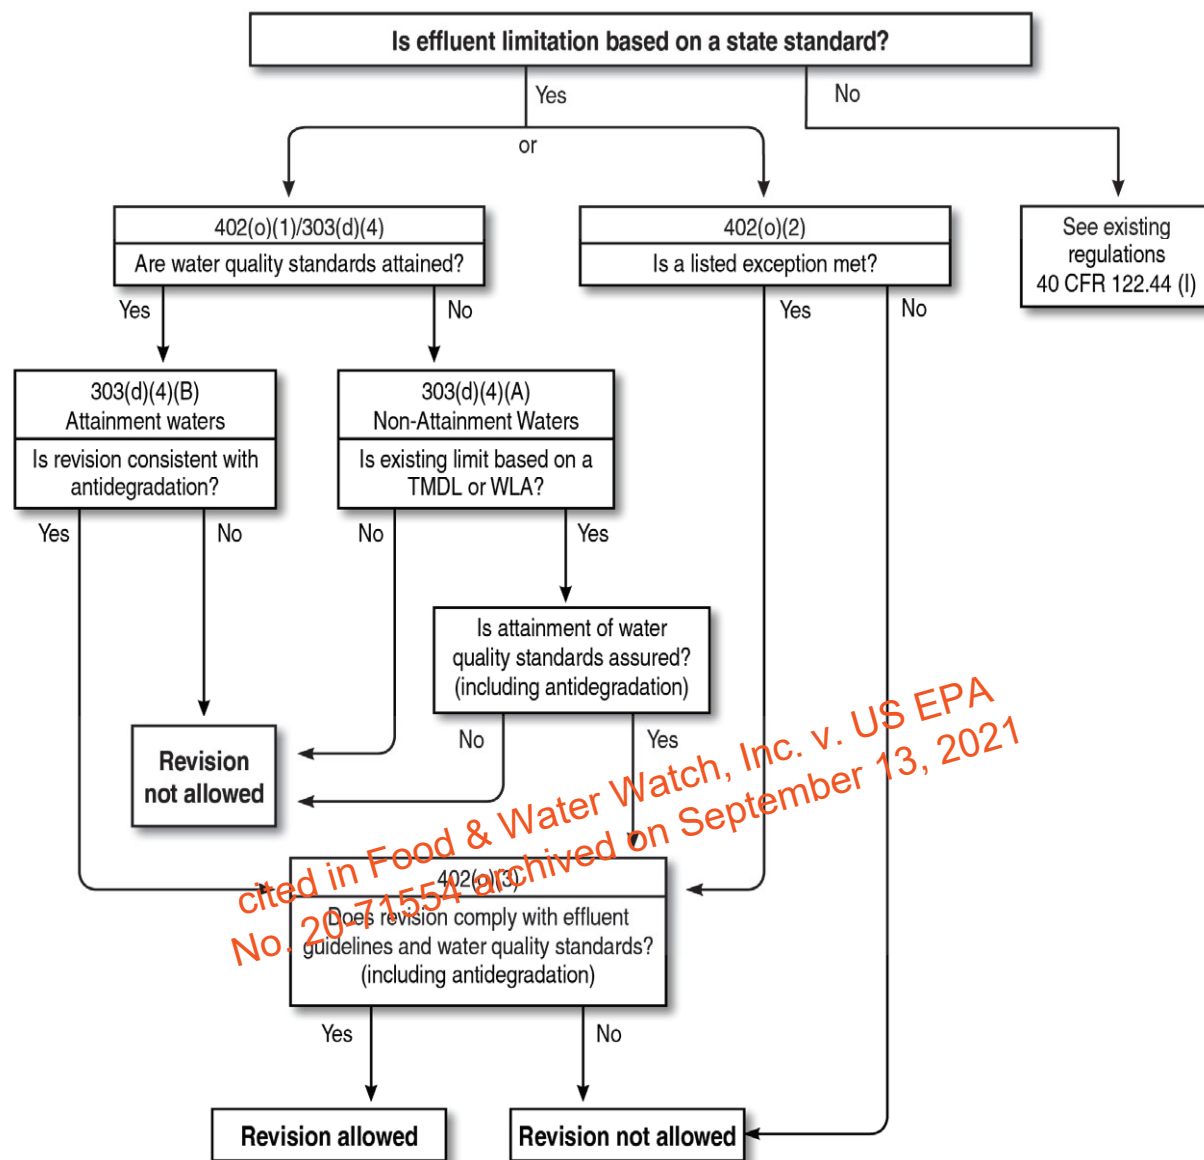 Is effluent limitation based on a state standard?
Yes
No
or
402(o)(1)/303(d)(4)
Are water quality standards attained?
402(o)(2)
Is a listed exception met?
See existing
regulations
40 CFR 122.44 (l)
Yes
No
Yes
No
303(d)(4)(B)
Attainment waters
Is revision consistent with
antidegradation?
303(d)(4)(A)
Non-Attainment Waters
Is existing limit based on a
TMDL or WLA?
Yes
No
No
Yes
Is attainment of water
quality standards assured?
(including antidegradation)
No
Yes
Revision
not allowed
402(o)(3)
Does revision comply with effluent
guidelines and water quality standards?
(including antidegradation)
cited in Food & Water Watch, Inc. v. US EPA
No. 20-71554 archived on September 13, 2021
Yes
No
Revision allowed
Revision not allowed